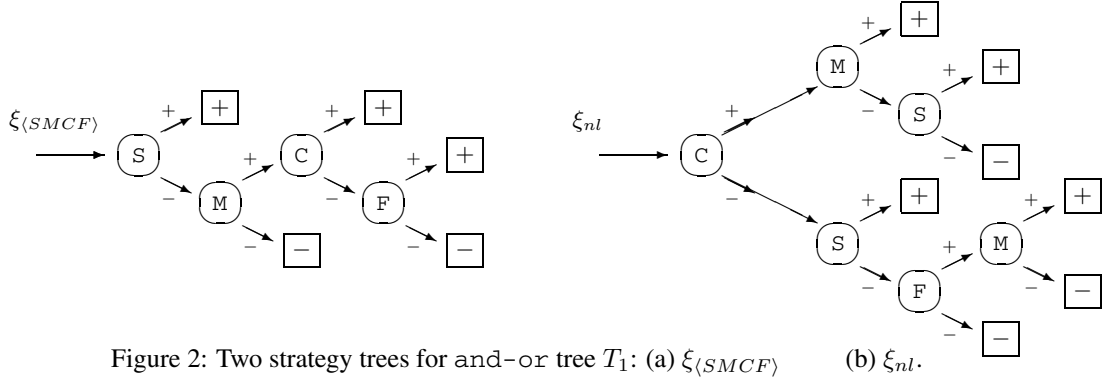 ξ⟨SMCF⟩
S
+
+
−
M
+
C
+
+
−
F
+
+
−
−
−
−
ξnl
C
+
M
+
+
−
S
+
+
−
−
−
S
+
+
−
F
+
M
+
+
−
−
−
−
Figure 2: Two strategy trees for and-or tree T1: (a) ξ⟨SMCF⟩ (b) ξnl.